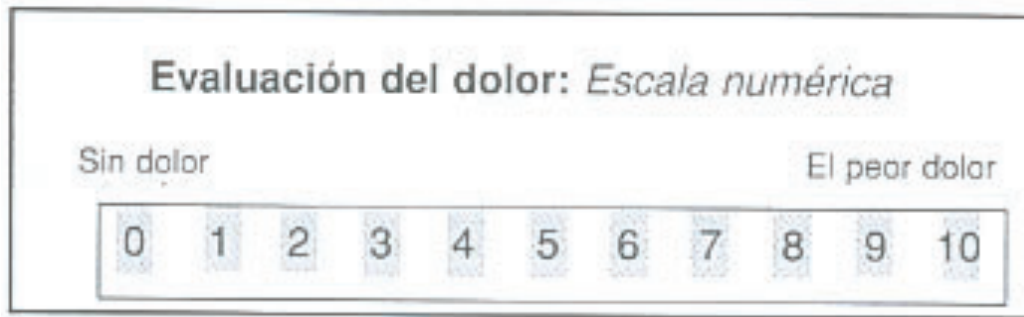 Evaluación del dolor: Escala numérica
Sin dolor El peor dolor
0 1 2 3 4 5 6 7 8 9 10